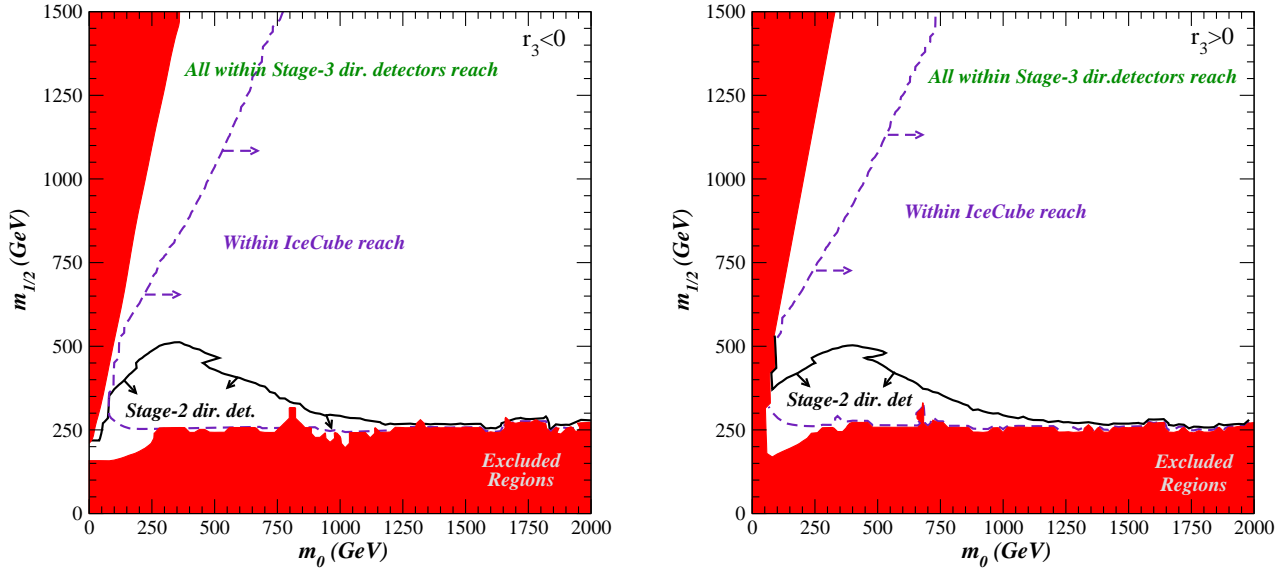 1500
1250
1000
750
500
250
0
m1/2 (GeV)
r3<0
All within Stage-3 dir. detectors reach
Within IceCube reach
Stage-2 dir. det.
Excluded
Regions
0 250 500 750 1000 1250 1500 1750 2000
m0 (GeV)
1500
1250
1000
750
500
250
0
m1/2 (GeV)
r3>0
All within Stage-3 dir.detectors reach
Within IceCube reach
Stage-2 dir. det
Excluded
Regions
0 250 500 750 1000 1250 1500 1750 2000
m0 (GeV)